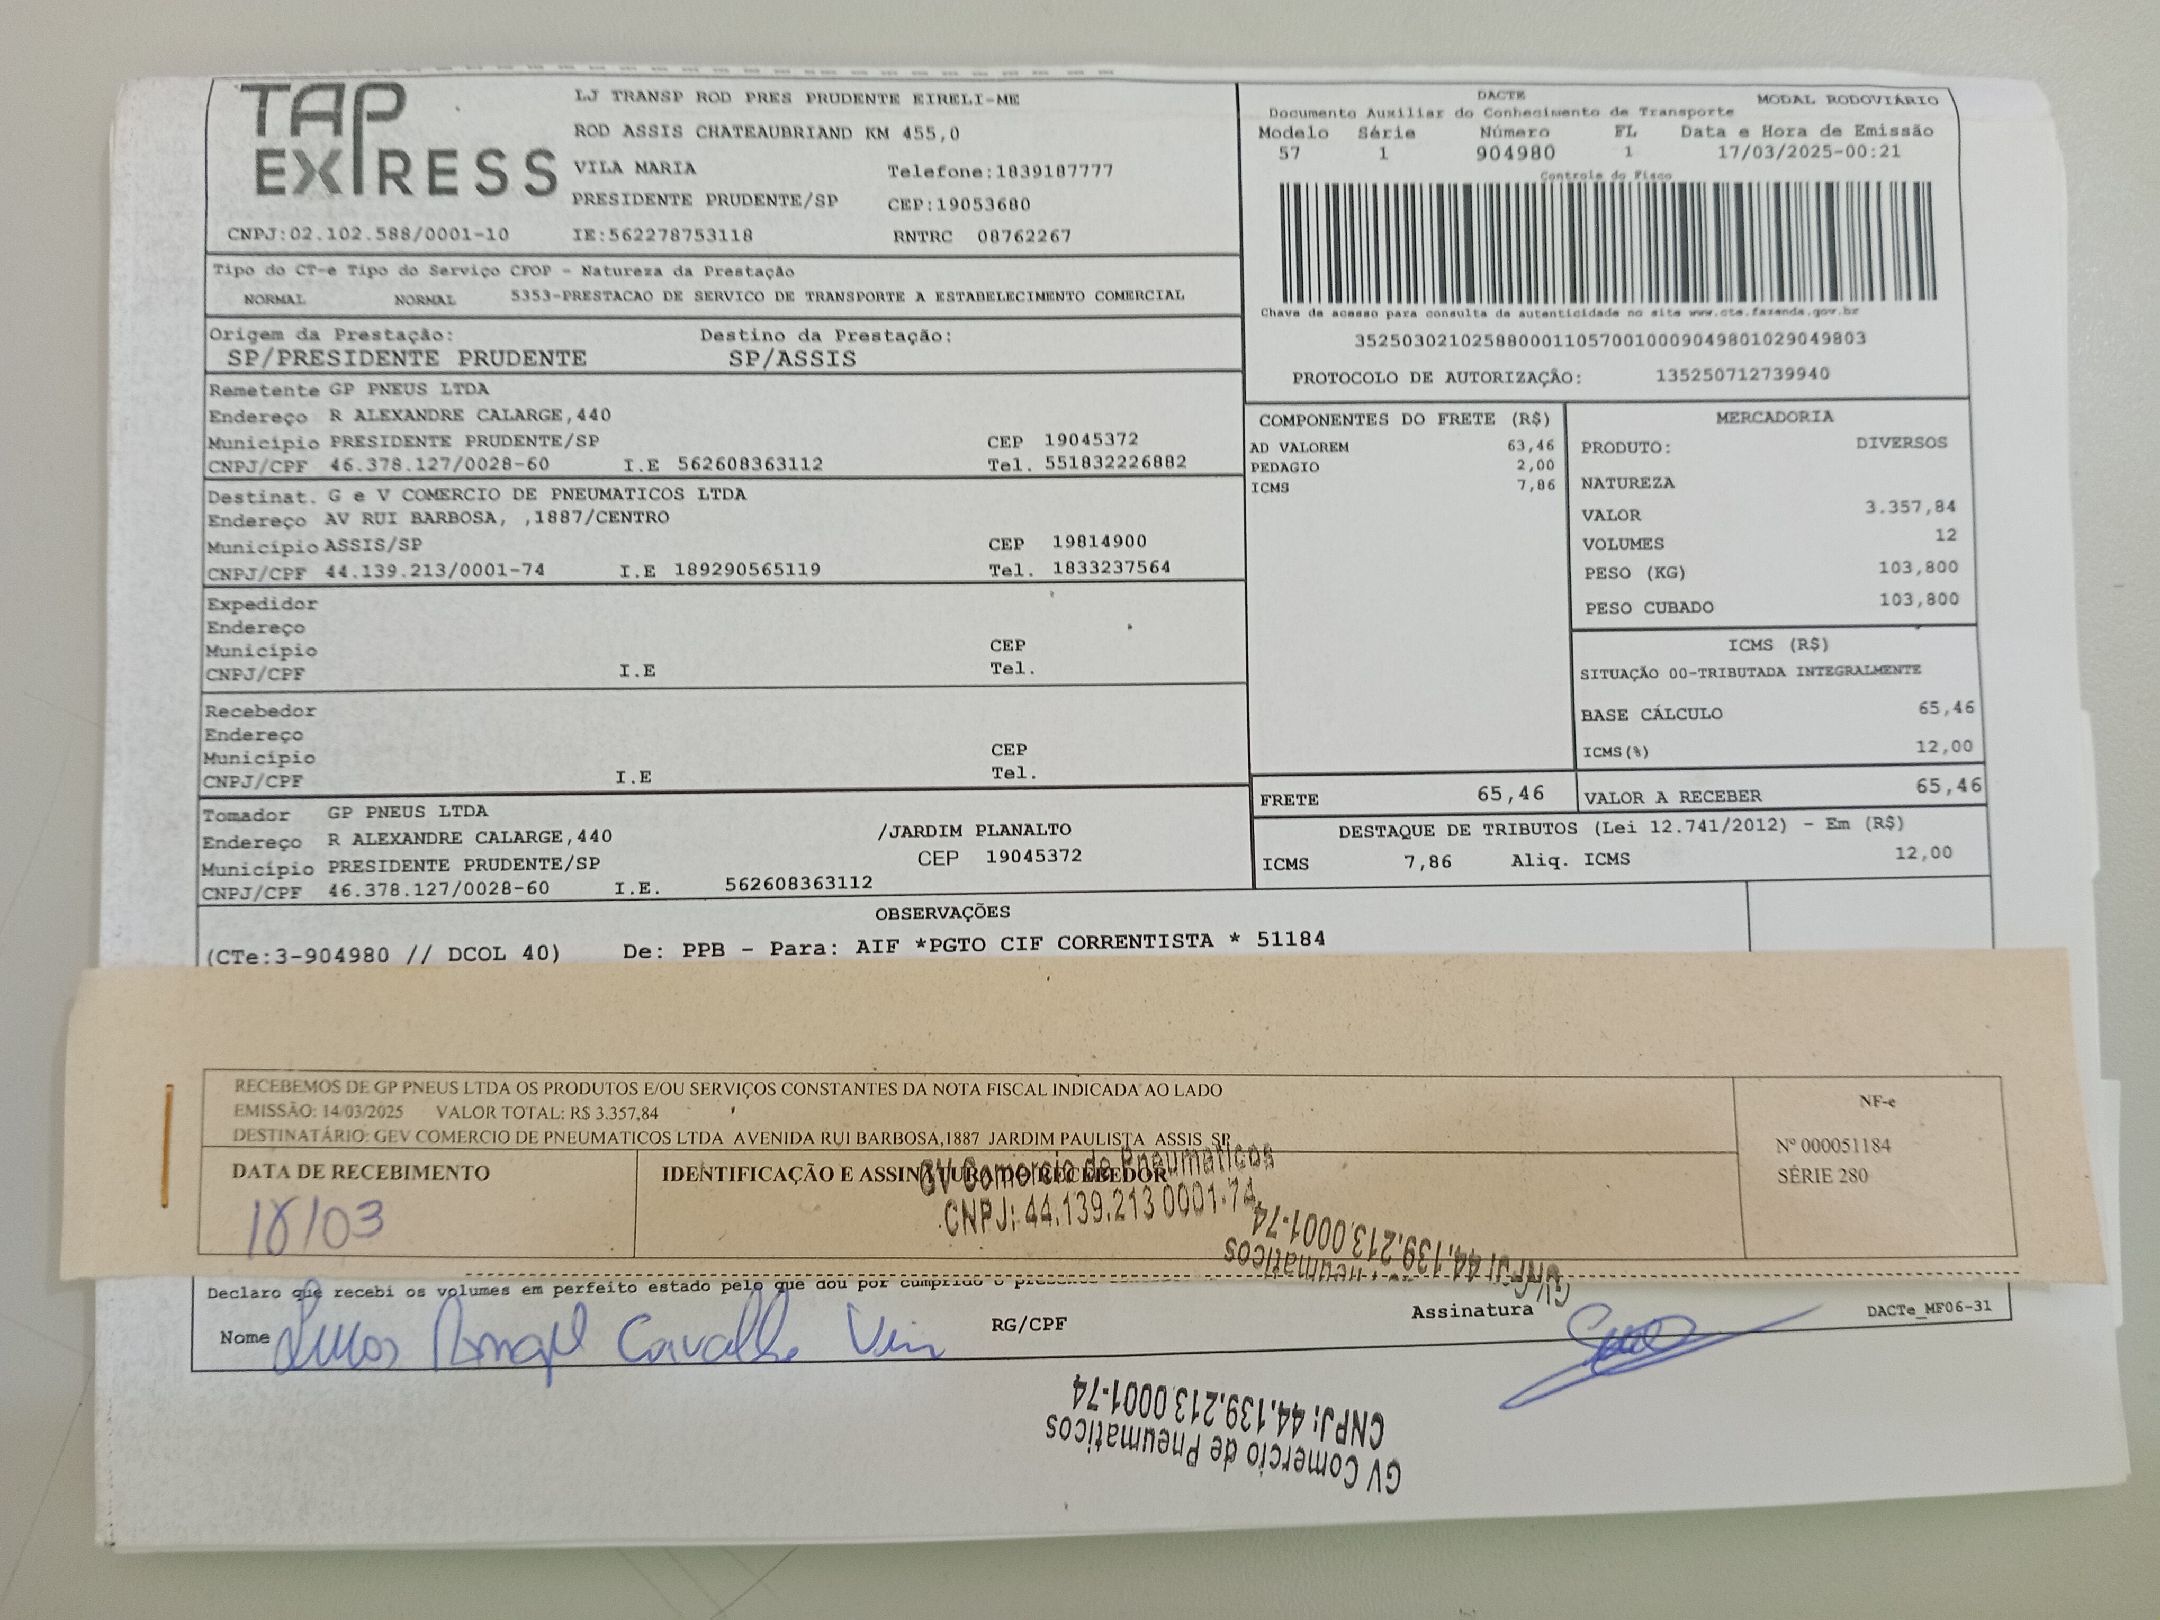 TAP EXPRESS
LJ TRANSP ROD PRES PRUDENTE EIRELI-ME
ROD ASSIS CHATEAUBRIAND KM 455,0
VILA MARIA Telefone:1839187777
PRESIDENTE PRUDENTE/SP CEP:19053680
CNPJ:02.102.588/0001-10 IE:562278753118 RNTRC 08762267
DACTE MODAL RODOVIÁRIO
Documento Auxiliar do Conhecimento de Transporte
Modelo Série Número FL Data e Hora de Emissão
57 1 904980 1 17/03/2025-00:21
Controle do Fisco
Chave de acesso para consulta de autenticidade no site www.cte.fazenda.gov.br
35250302102588000110570010009049801029049803
PROTOCOLO DE AUTORIZAÇÃO: 135250712739940
Tipo do CT-e Tipo do Serviço CFOP - Natureza da Prestação
NORMAL NORMAL 5353-PRESTACAO DE SERVICO DE TRANSPORTE A ESTABELECIMENTO COMERCIAL
Origem da Prestação: Destino da Prestação:
SP/PRESIDENTE PRUDENTE SP/ASSIS
Remetente GP PNEUS LTDA
Endereço R ALEXANDRE CALARGE,440
Município PRESIDENTE PRUDENTE/SP CEP 19045372
CNPJ/CPF 46.378.127/0028-60 I.E 562608363112 Tel. 551832226882
Destinat. G e V COMERCIO DE PNEUMATICOS LTDA
Endereço AV RUI BARBOSA, ,1887/CENTRO
Município ASSIS/SP CEP 19814900
CNPJ/CPF 44.139.213/0001-74 I.E 189290565119 Tel. 1833237564
Expedidor
Endereço
Município CEP
CNPJ/CPF I.E Tel.
Recebedor
Endereço
Município CEP
CNPJ/CPF I.E Tel.
Tomador GP PNEUS LTDA
Endereço R ALEXANDRE CALARGE,440 /JARDIM PLANALTO
Município PRESIDENTE PRUDENTE/SP CEP 19045372
CNPJ/CPF 46.378.127/0028-60 I.E. 562608363112
COMPONENTES DO FRETE (R$)
AD VALOREM 63,46
PEDAGIO 2,00
ICMS 7,86
MERCADORIA
PRODUTO: DIVERSOS
NATUREZA
VALOR 3.357,84
VOLUMES 12
PESO (KG) 103,800
PESO CUBADO 103,800
ICMS (R$)
SITUAÇÃO 00-TRIBUTADA INTEGRALMENTE
BASE CÁLCULO 65,46
ICMS(%) 12,00
FRETE 65,46 VALOR A RECEBER 65,46
DESTAQUE DE TRIBUTOS (Lei 12.741/2012) - Em (R$)
ICMS 7,86 Aliq. ICMS 12,00
OBSERVAÇÕES
(CTe:3-904980 // DCOL 40) De: PPB - Para: AIF *PGTO CIF CORRENTISTA * 51184
RECEBEMOS DE GP PNEUS LTDA OS PRODUTOS E/OU SERVIÇOS CONSTANTES DA NOTA FISCAL INDICADA AO LADO
EMISSÃO: 14/03/2025 VALOR TOTAL: R$ 3.357,84
DESTINATÁRIO: GEV COMERCIO DE PNEUMATICOS LTDA AVENIDA RUI BARBOSA,1887 JARDIM PAULISTA ASSIS SP
NF-e
Nº 000051184
SÉRIE 280
DATA DE RECEBIMENTO IDENTIFICAÇÃO E ASSINATURA DO RECEBEDOR
18/03
GV Comercio de Pneumaticos
CNPJ: 44.139.213 0001-74
GV Comercio de Pneumaticos
CNPJ: 44.139.213 0001-74
Declaro que recebi os volumes em perfeito estado pelo que dou por cumprido o presente
Nome RG/CPF Assinatura DACTe_MF06-31
GV Comercio de Pneumaticos
CNPJ: 44.139.213 0001-74